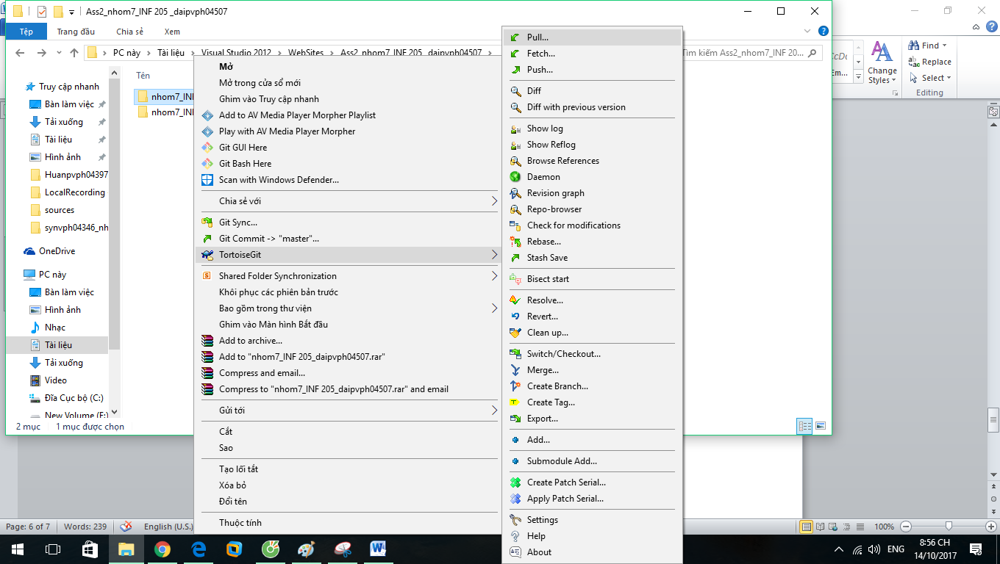 Ass2_nhom7_INF 205 _daipvph04507
Tệp Trang đầu Chia sẻ Xem
PC này Tài liệu Visual Studio 2012 WebSites Ass2_nhom7_INF 205 _daipvph04507
Tìm kiếm Ass2_nhom7_INF 20...
Tên
Truy cập nhanh
Bàn làm việc
Tải xuống
Tài liệu
Hình ảnh
Huanpvph04397
LocalRecording
sources
synvph04346_nh
OneDrive
PC này
Bàn làm việc
Hình ảnh
Nhạc
Tài liệu
Tải xuống
Video
Đĩa Cục bộ (C:)
New Volume (E:)
nhom7_INF
nhom7_INF
2 mục 1 mục được chọn
Mở
Mở trong cửa sổ mới
Ghim vào Truy cập nhanh
Add to AV Media Player Morpher Playlist
Play with AV Media Player Morpher
Git GUI Here
Git Bash Here
Scan with Windows Defender...
Chia sẻ với
Git Sync...
Git Commit -> "master"...
TortoiseGit
Shared Folder Synchronization
Khôi phục các phiên bản trước
Bao gồm trong thư viện
Ghim vào Màn hình Bắt đầu
Add to archive...
Add to "nhom7_INF 205_daipvph04507.rar"
Compress and email...
Compress to "nhom7_INF 205_daipvph04507.rar" and email
Gửi tới
Cắt
Sao
Tạo lối tắt
Xóa bỏ
Đổi tên
Thuộc tính
Pull...
Fetch...
Push...
Diff
Diff with previous version
Show log
Show Reflog
Browse References
Daemon
Revision graph
Repo-browser
Check for modifications
Rebase...
Stash Save
Bisect start
Resolve...
Revert...
Clean up...
Switch/Checkout...
Merge...
Create Branch...
Create Tag...
Export...
Add...
Submodule Add...
Create Patch Serial...
Apply Patch Serial...
Settings
Help
About
Em...
Change
Styles
Find
Replace
Select
Editing
Page: 6 of 7 Words: 239 English (U.S.)
100%
ENG
8:56 CH
14/10/2017